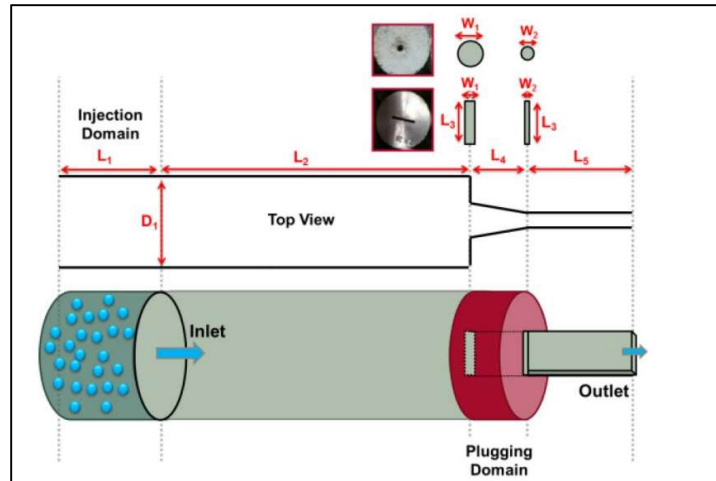 W₁
W₂
W₁
W₂
L₃
L₃
Injection
Domain
L₁
L₂
L₄
L₅
D₁
Top View
Inlet
Outlet
Plugging
Domain